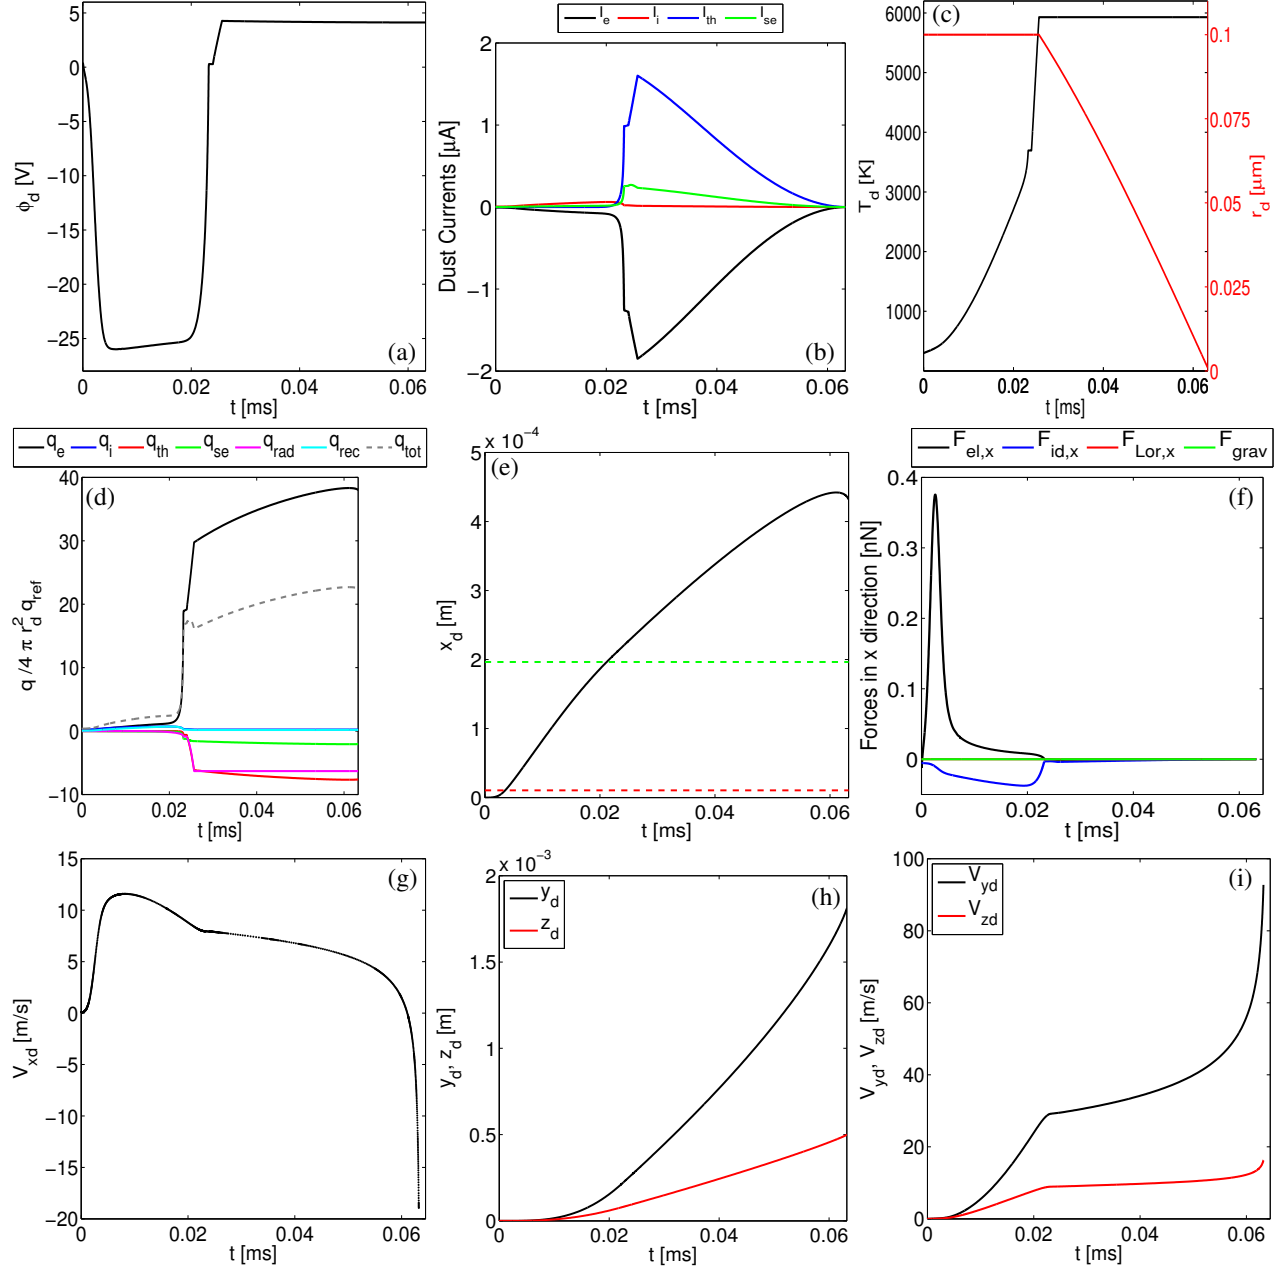 5
0
−5
−10
−15
−20
−25
ϕd [V]
0
0.02
0.04
0.06
t [ms]
(a)
Ie Ii Ith Ise
2
1
0
−1
−2
Dust Currents [μA]
0
0.02
0.04
0.06
t [ms]
(b)
(c)
6000
5000
4000
3000
2000
1000
Td [K]
0.1
0.075
0.05
0.025
0
rd [μm]
0
0.02
0.04
0.06
t [ms]
qe qi qth qse qrad qrec qtot
(d)
40
30
20
10
0
−10
q /4 π rd² qref
0
0.02
0.04
0.06
t [ms]
x 10⁻⁴
(e)
5
4
3
2
1
0
xd [m]
0
0.02
0.04
0.06
t [ms]
Fel,x Fid,x FLor,x Fgrav
(f)
0.4
0.3
0.2
0.1
0
Forces in x direction [nN]
0
0.02
0.04
0.06
t [ms]
(g)
15
10
5
0
−5
−10
−15
−20
Vxd [m/s]
0
0.02
0.04
0.06
t [ms]
x 10⁻³
yd
zd
(h)
2
1.5
1
0.5
0
yd, zd [m]
0
0.02
0.04
0.06
t [ms]
Vyd
Vzd
(i)
100
80
60
40
20
0
Vyd, Vzd [m/s]
0
0.02
0.04
0.06
t [ms]